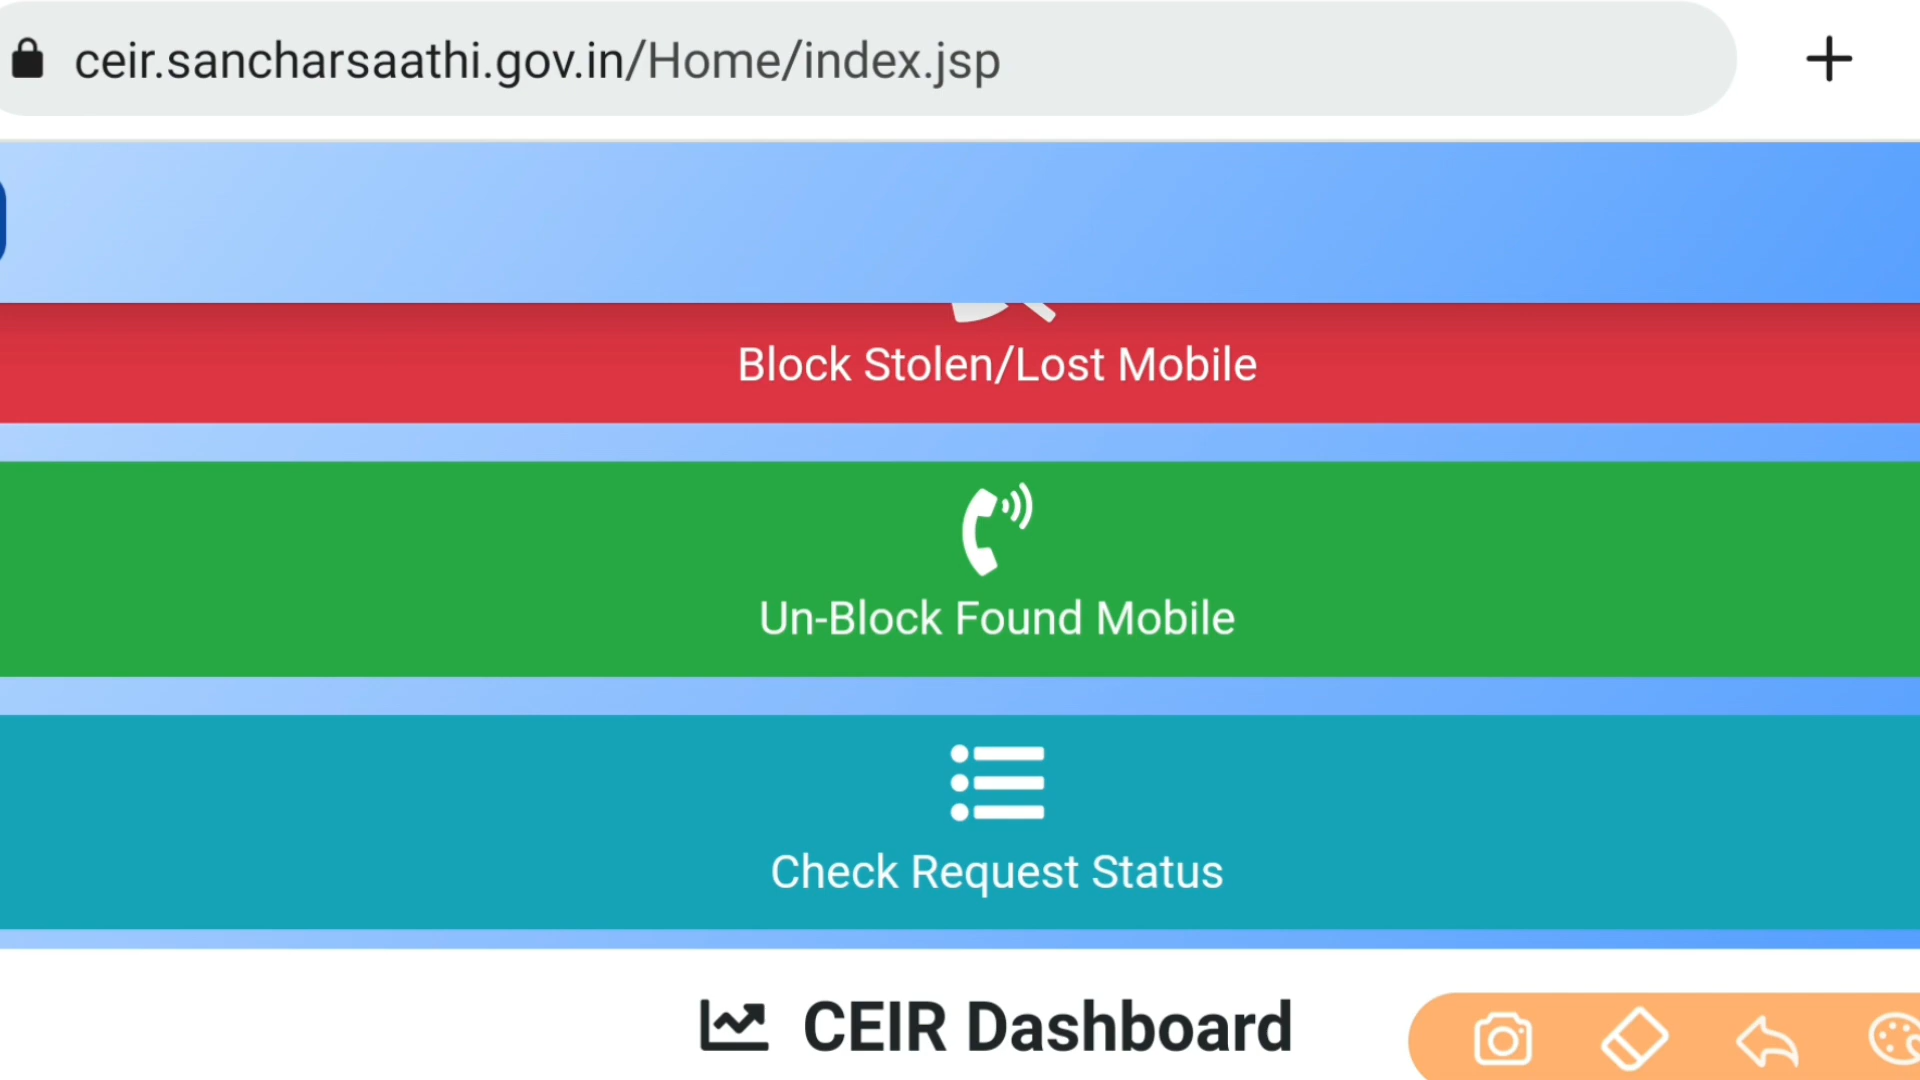 ceir.sancharsaathi.gov.in/Home/index.jsp
Block Stolen/Lost Mobile
Un-Block Found Mobile
Check Request Status
CEIR Dashboard